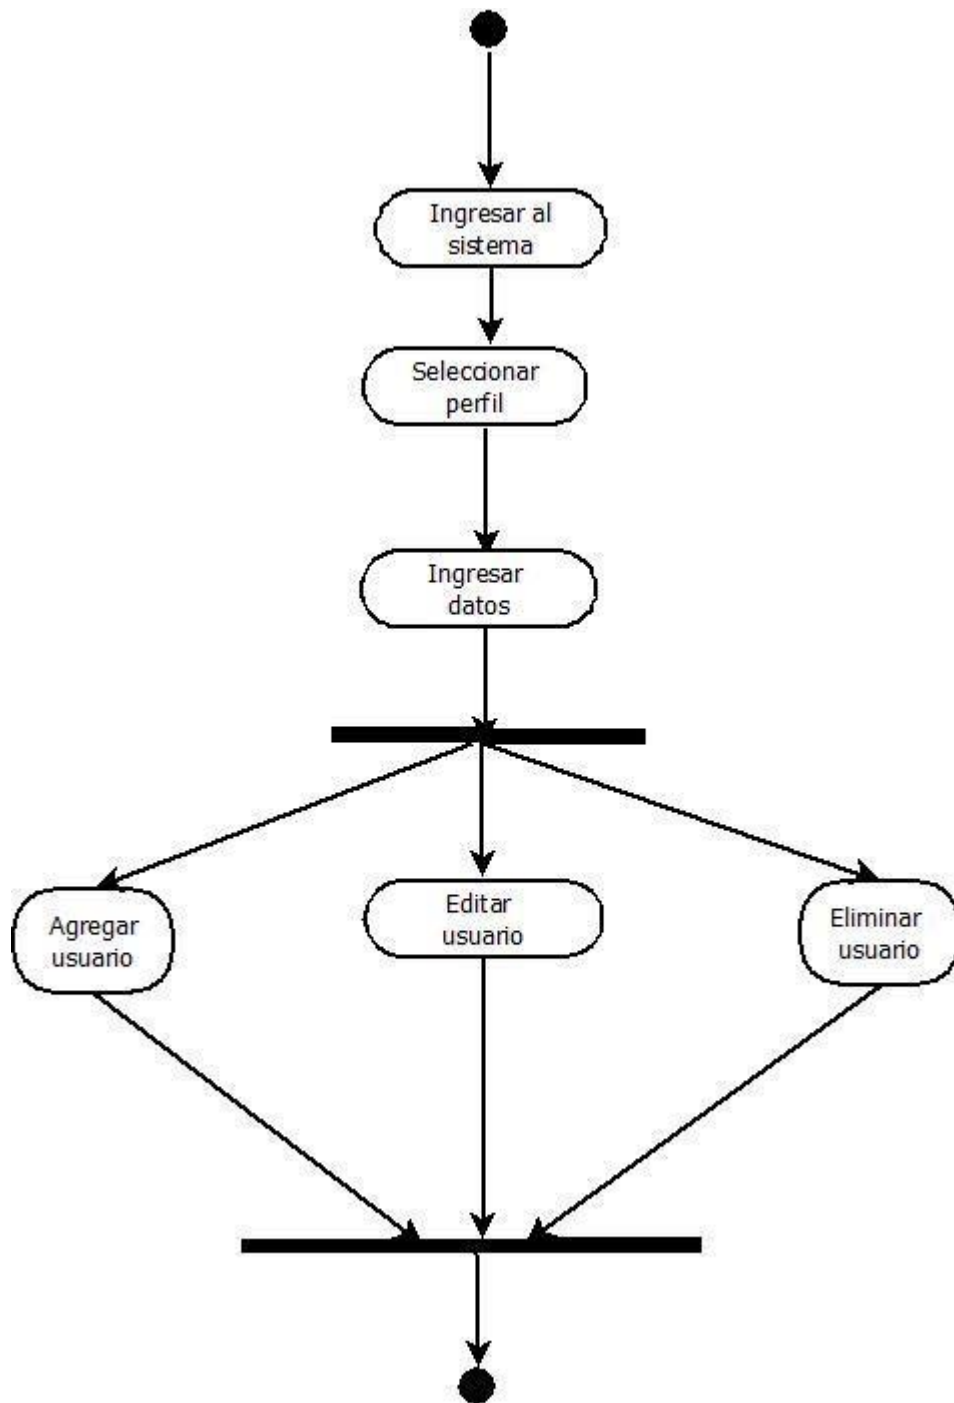 Ingresar al
sistema
Seleccionar
perfil
Ingresar
datos
Agregar
usuario
Editar
usuario
Eliminar
usuario